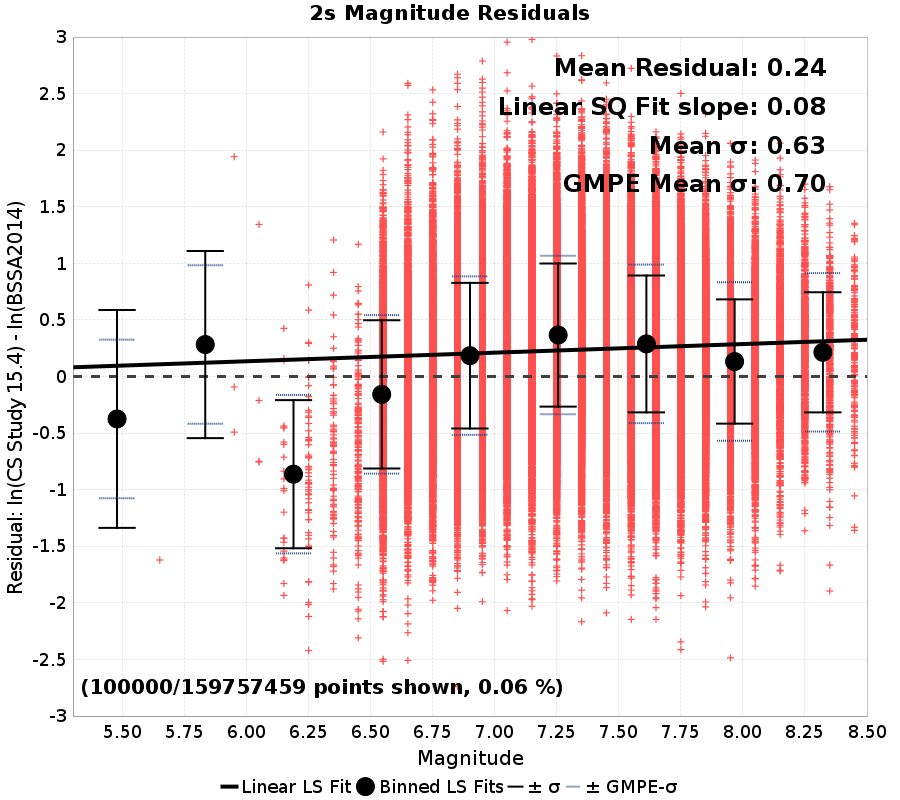 2s Magnitude Residuals
Mean Residual: 0.24
Linear SQ Fit slope: 0.08
Mean σ: 0.63
GMPE Mean σ: 0.70
Residual: ln(CS Study 15.4) - ln(BSSA2014)
3
2.5
2
1.5
1
0.5
0
-0.5
-1
-1.5
-2
-2.5
-3
(100000/159757459 points shown, 0.06 %)
5.50 5.75 6.00 6.25 6.50 6.75 7.00 7.25 7.50 7.75 8.00 8.25 8.50
Magnitude
Linear LS Fit Binned LS Fits ± σ ± GMPE-σ